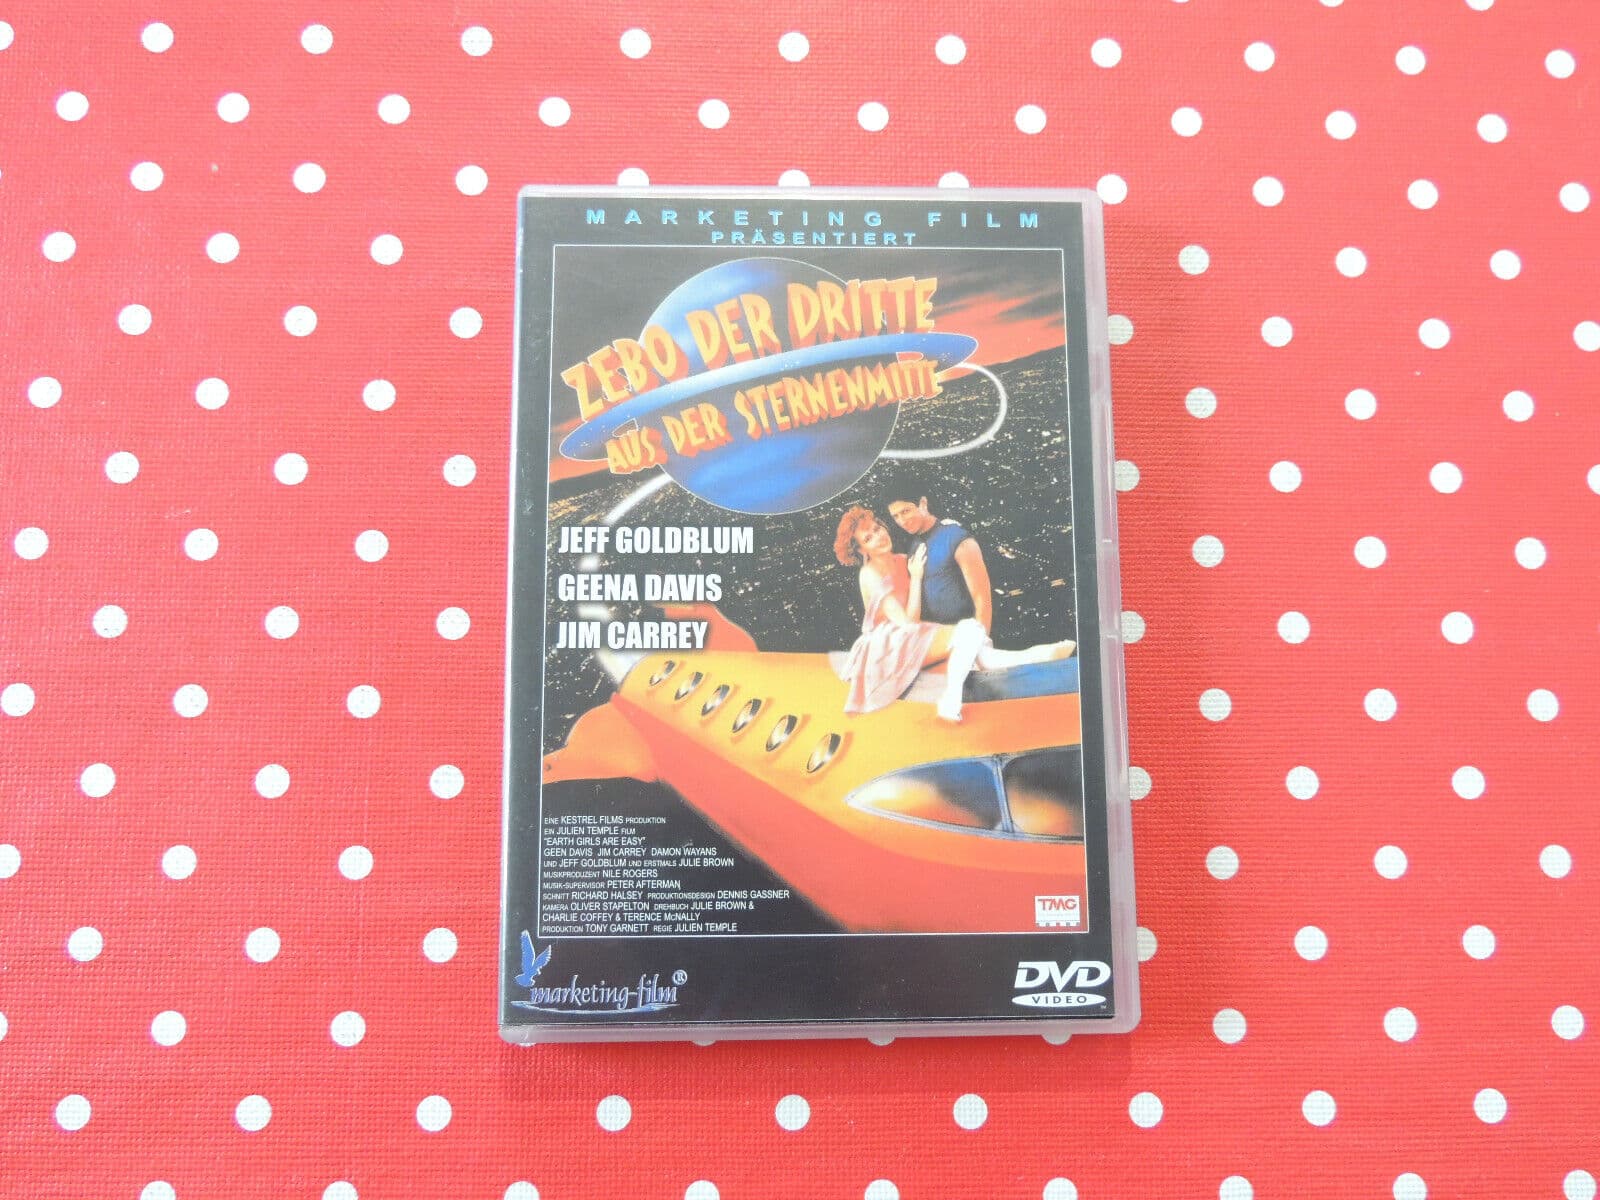 MARKETING FILM
PRÄSENTIERT
ZEBO DER DRITTE
AUS DER STERNENMITTE
JEFF GOLDBLUM
GEENA DAVIS
JIM CARREY
EINE KESTREL FILMS PRODUKTION
EIN JULIEN TEMPLE FILM
"EARTH GIRLS ARE EASY"
GEEN DAVIS JIM CARREY DAMON WAYANS
UND JEFF GOLDBLUM UND ERSTMALS JULIE BROWN
MUSIKPRODUZENT NILE ROGERS
MUSIK-SUPERVISOR PETER AFTERMAN
SCHNITT RICHARD HALSEY PRODUKTIONSDESIGN DENNIS GASSNER
KAMERA OLIVER STAPELTON DREHBUCH JULIE BROWN &
CHARLIE COFFEY & TERENCE McNALLY
PRODUKTION TONY GARNETT REGIE JULIEN TEMPLE
TMG
marketing-film®
DVD
VIDEO